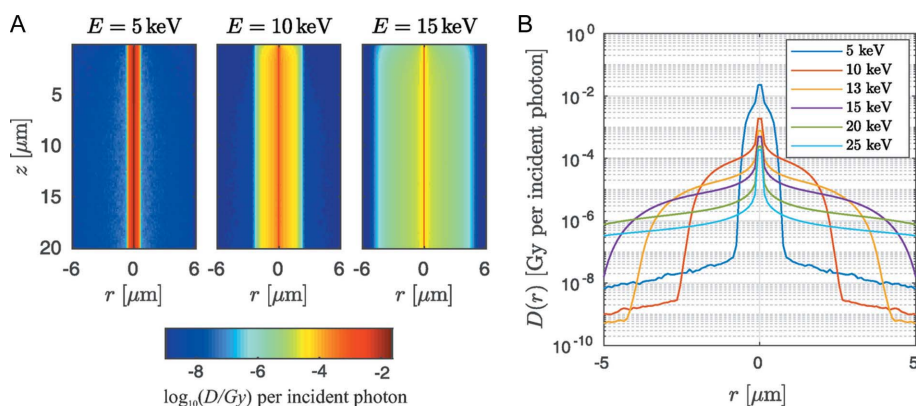 A
E = 5 keV E = 10 keV E = 15 keV
z [μm]
5
10
15
20
-6 0 6 -6 0 6 -6 0 6
r [μm] r [μm] r [μm]
-8 -6 -4 -2
log₁₀(D/Gy) per incident photon
B
D(r) [Gy per incident photon]
10⁰
10⁻²
10⁻⁴
10⁻⁶
10⁻⁸
10⁻¹⁰
-5 0 5
r [μm]
5 keV
10 keV
13 keV
15 keV
20 keV
25 keV